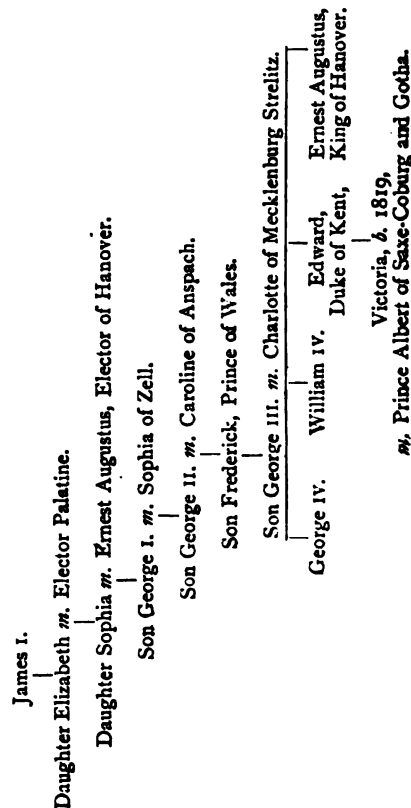 James I.
Daughter Elizabeth m. Elector Palatine.
Daughter Sophia m. Ernest Augustus, Elector of Hanover.
Son George I. m. Sophia of Zell.
Son George II. m. Caroline of Anspach.
Son Frederick, Prince of Wales.
Son George III. m. Charlotte of Mecklenburg Strelitz.
George IV. William IV. Edward, Ernest Augustus,
Duke of Kent, King of Hanover.
Victoria, b. 1819,
m, Prince Albert of Saxe-Coburg and Gotha.